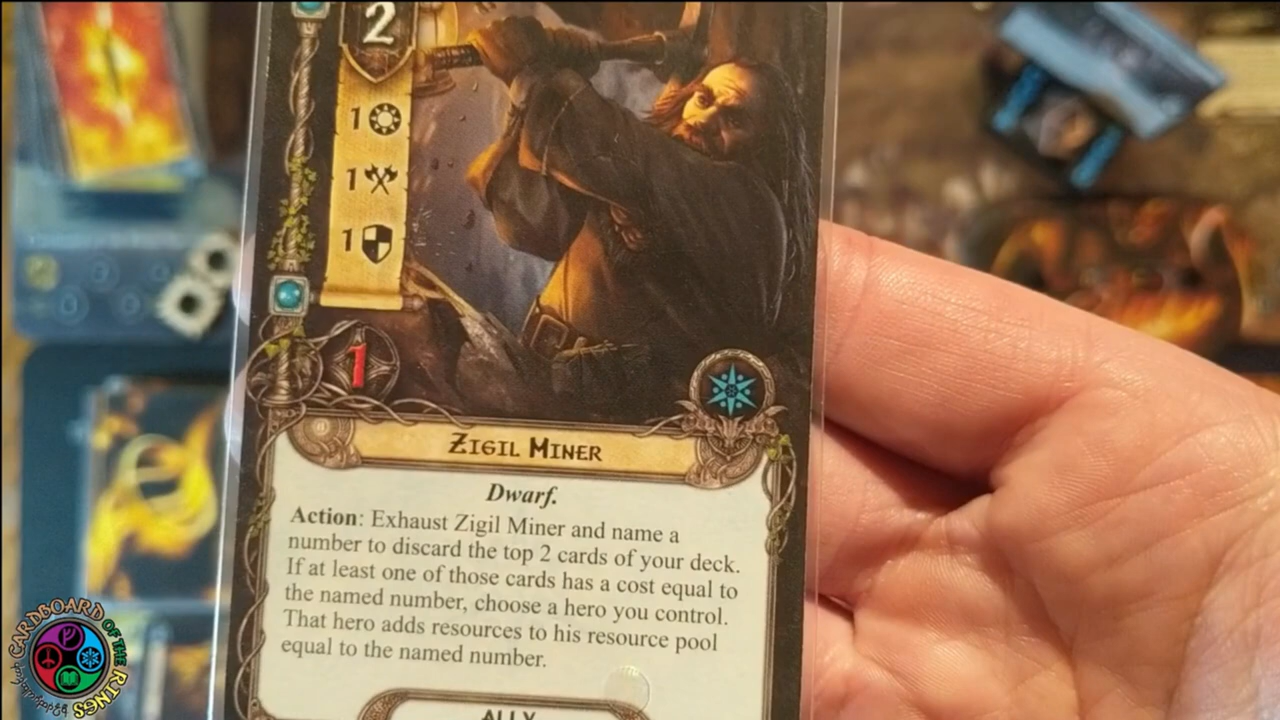 2
1
1
1
1
Zigil Miner
Dwarf.
Action: Exhaust Zigil Miner and name a
number to discard the top 2 cards of your deck.
If at least one of those cards has a cost equal to
the named number, choose a hero you control.
That hero adds resources to his resource pool
equal to the named number.
ALLY
CARDBOARD OF THE RINGS